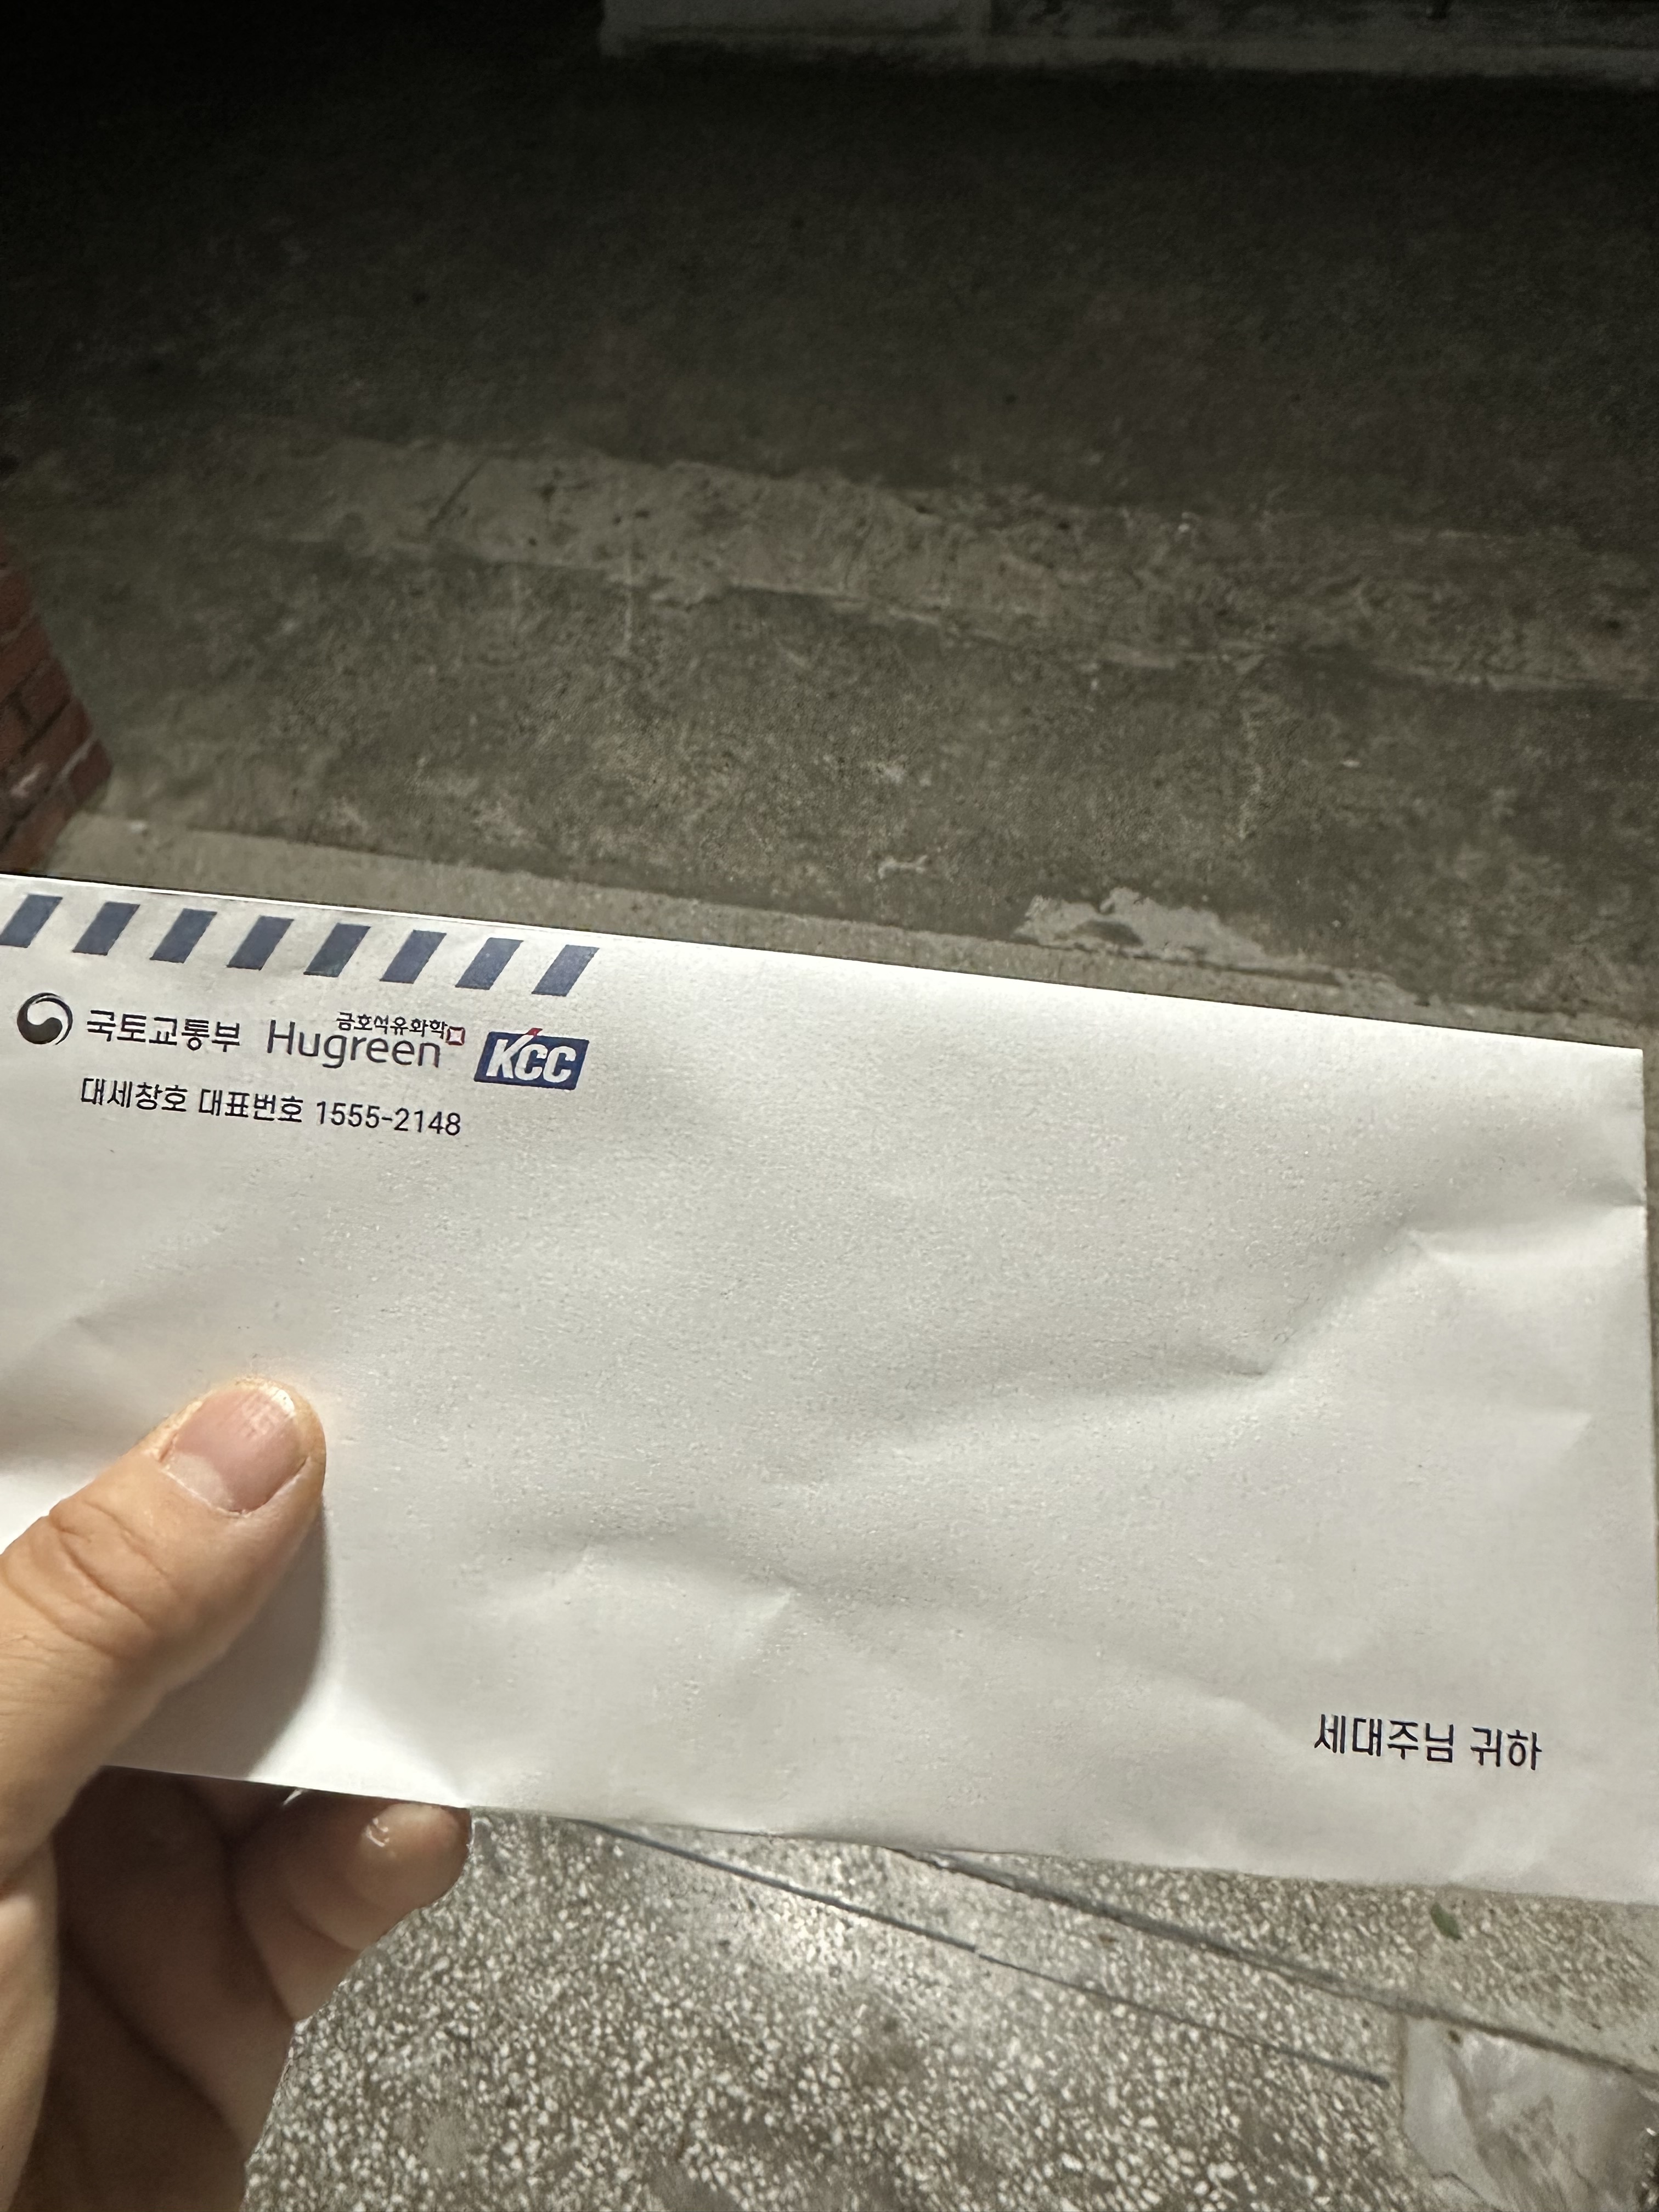 국토교통부 Hugreen 금호석유화학 KCC
대세창호 대표번호 1555-2148
세대주님 귀하